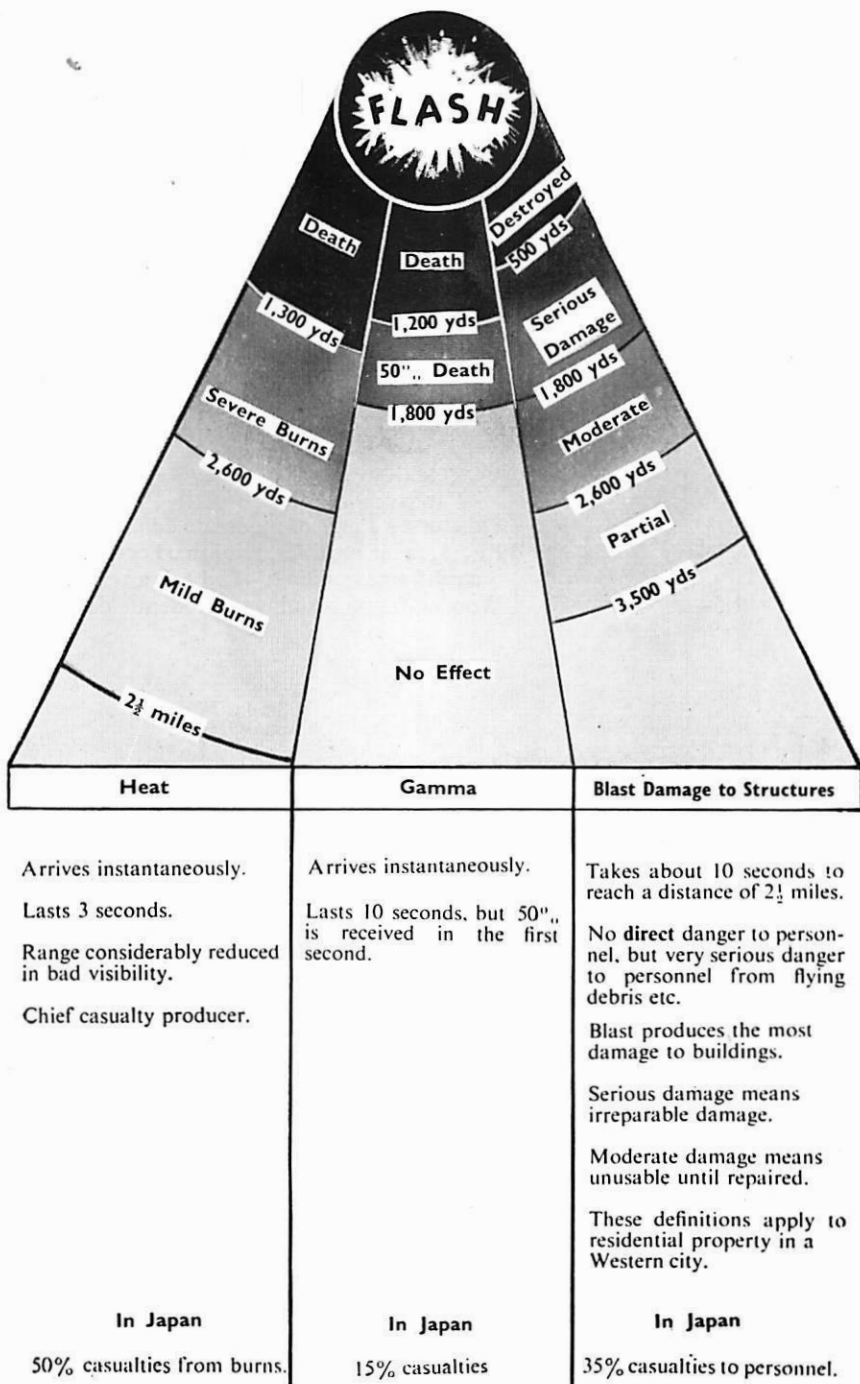 FLASH
Death
1,300 yds
Severe Burns
2,600 yds
Mild Burns
2½ miles
Death
1,200 yds
50",, Death
1,800 yds
No Effect
Destroyed
500 yds
Serious
Damage
1,800 yds
Moderate
2,600 yds
Partial
3,500 yds
Heat
Arrives instantaneously.
Lasts 3 seconds.
Range considerably reduced
in bad visibility.
Chief casualty producer.
In Japan
50% casualties from burns.
Gamma
Arrives instantaneously.
Lasts 10 seconds, but 50",,
is received in the first
second.
In Japan
15% casualties
Blast Damage to Structures
Takes about 10 seconds to
reach a distance of 2½ miles.
No direct danger to person-
nel, but very serious danger
to personnel from flying
debris etc.
Blast produces the most
damage to buildings.
Serious damage means
irreparable damage.
Moderate damage means
unusable until repaired.
These definitions apply to
residential property in a
Western city.
In Japan
35% casualties to personnel.